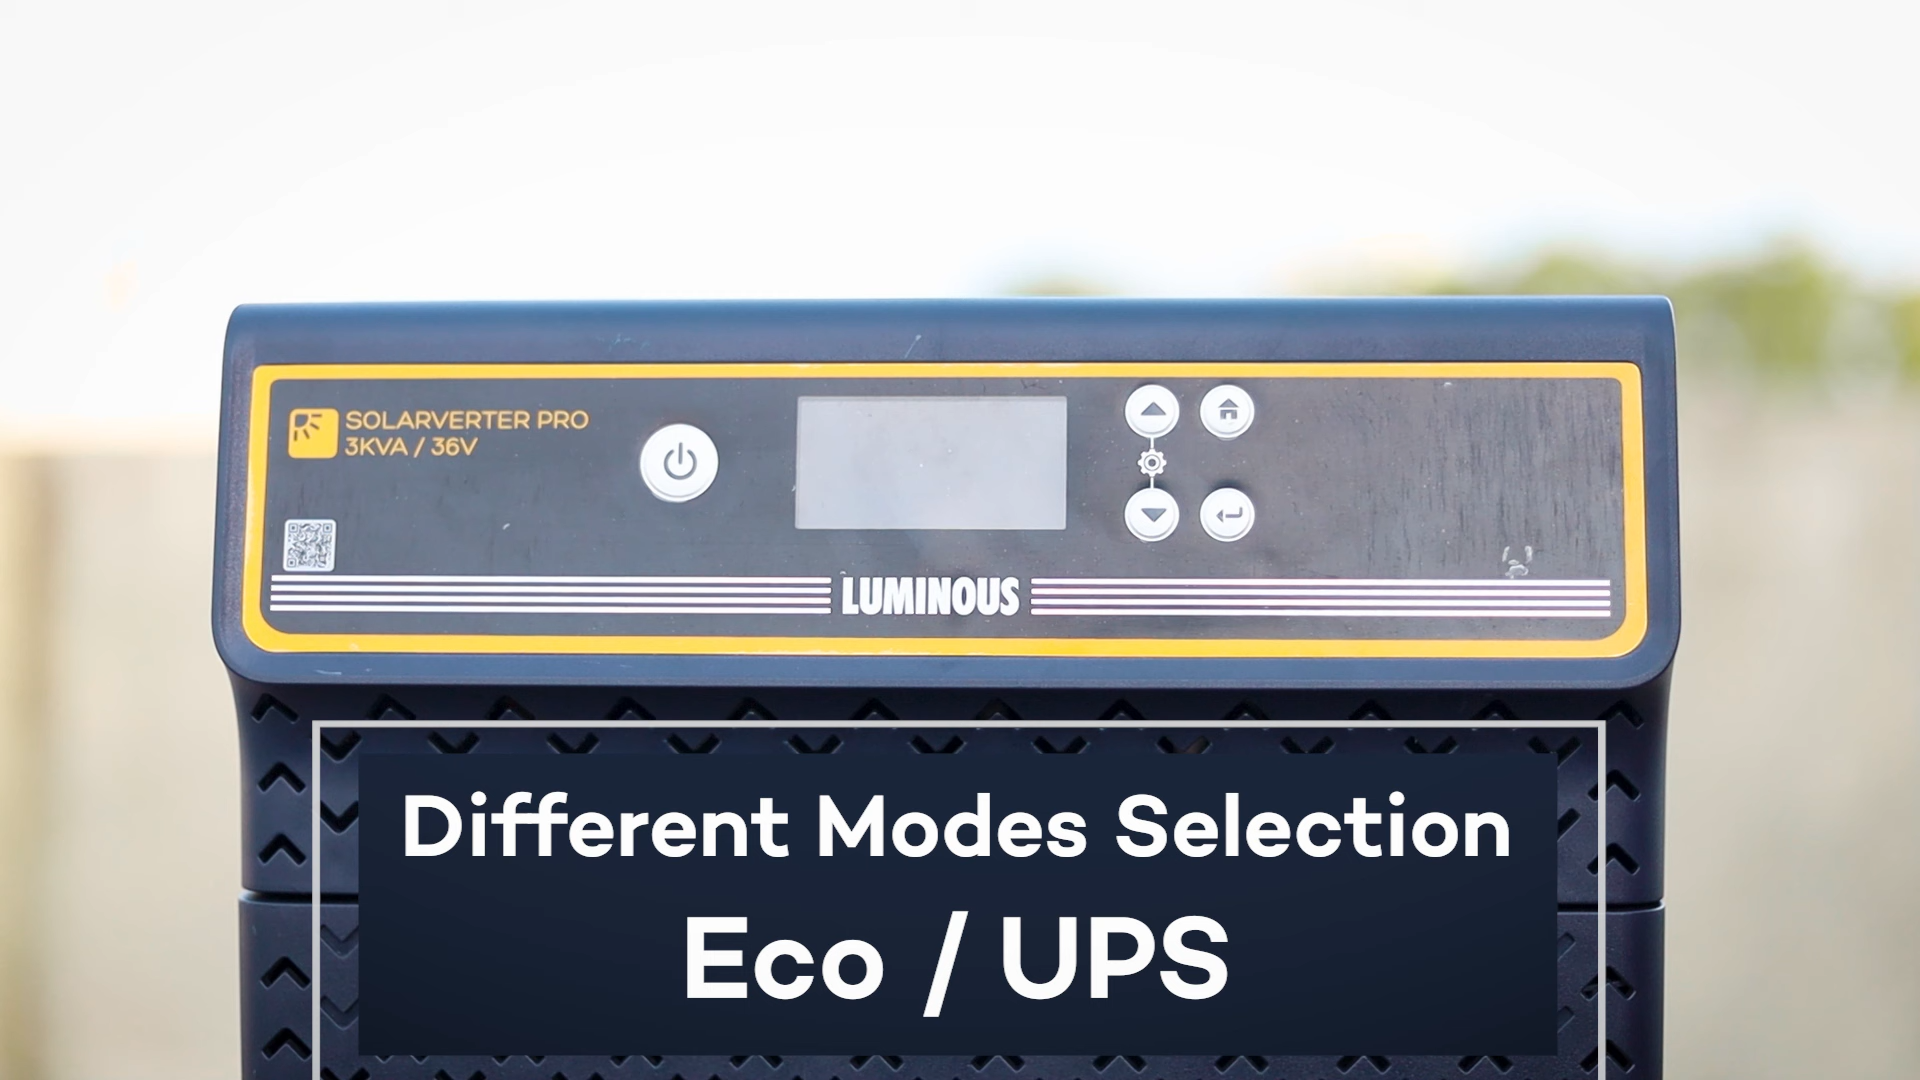 SOLARVERTER PRO
3KVA / 36V
LUMINOUS
Different Modes Selection
Eco / UPS